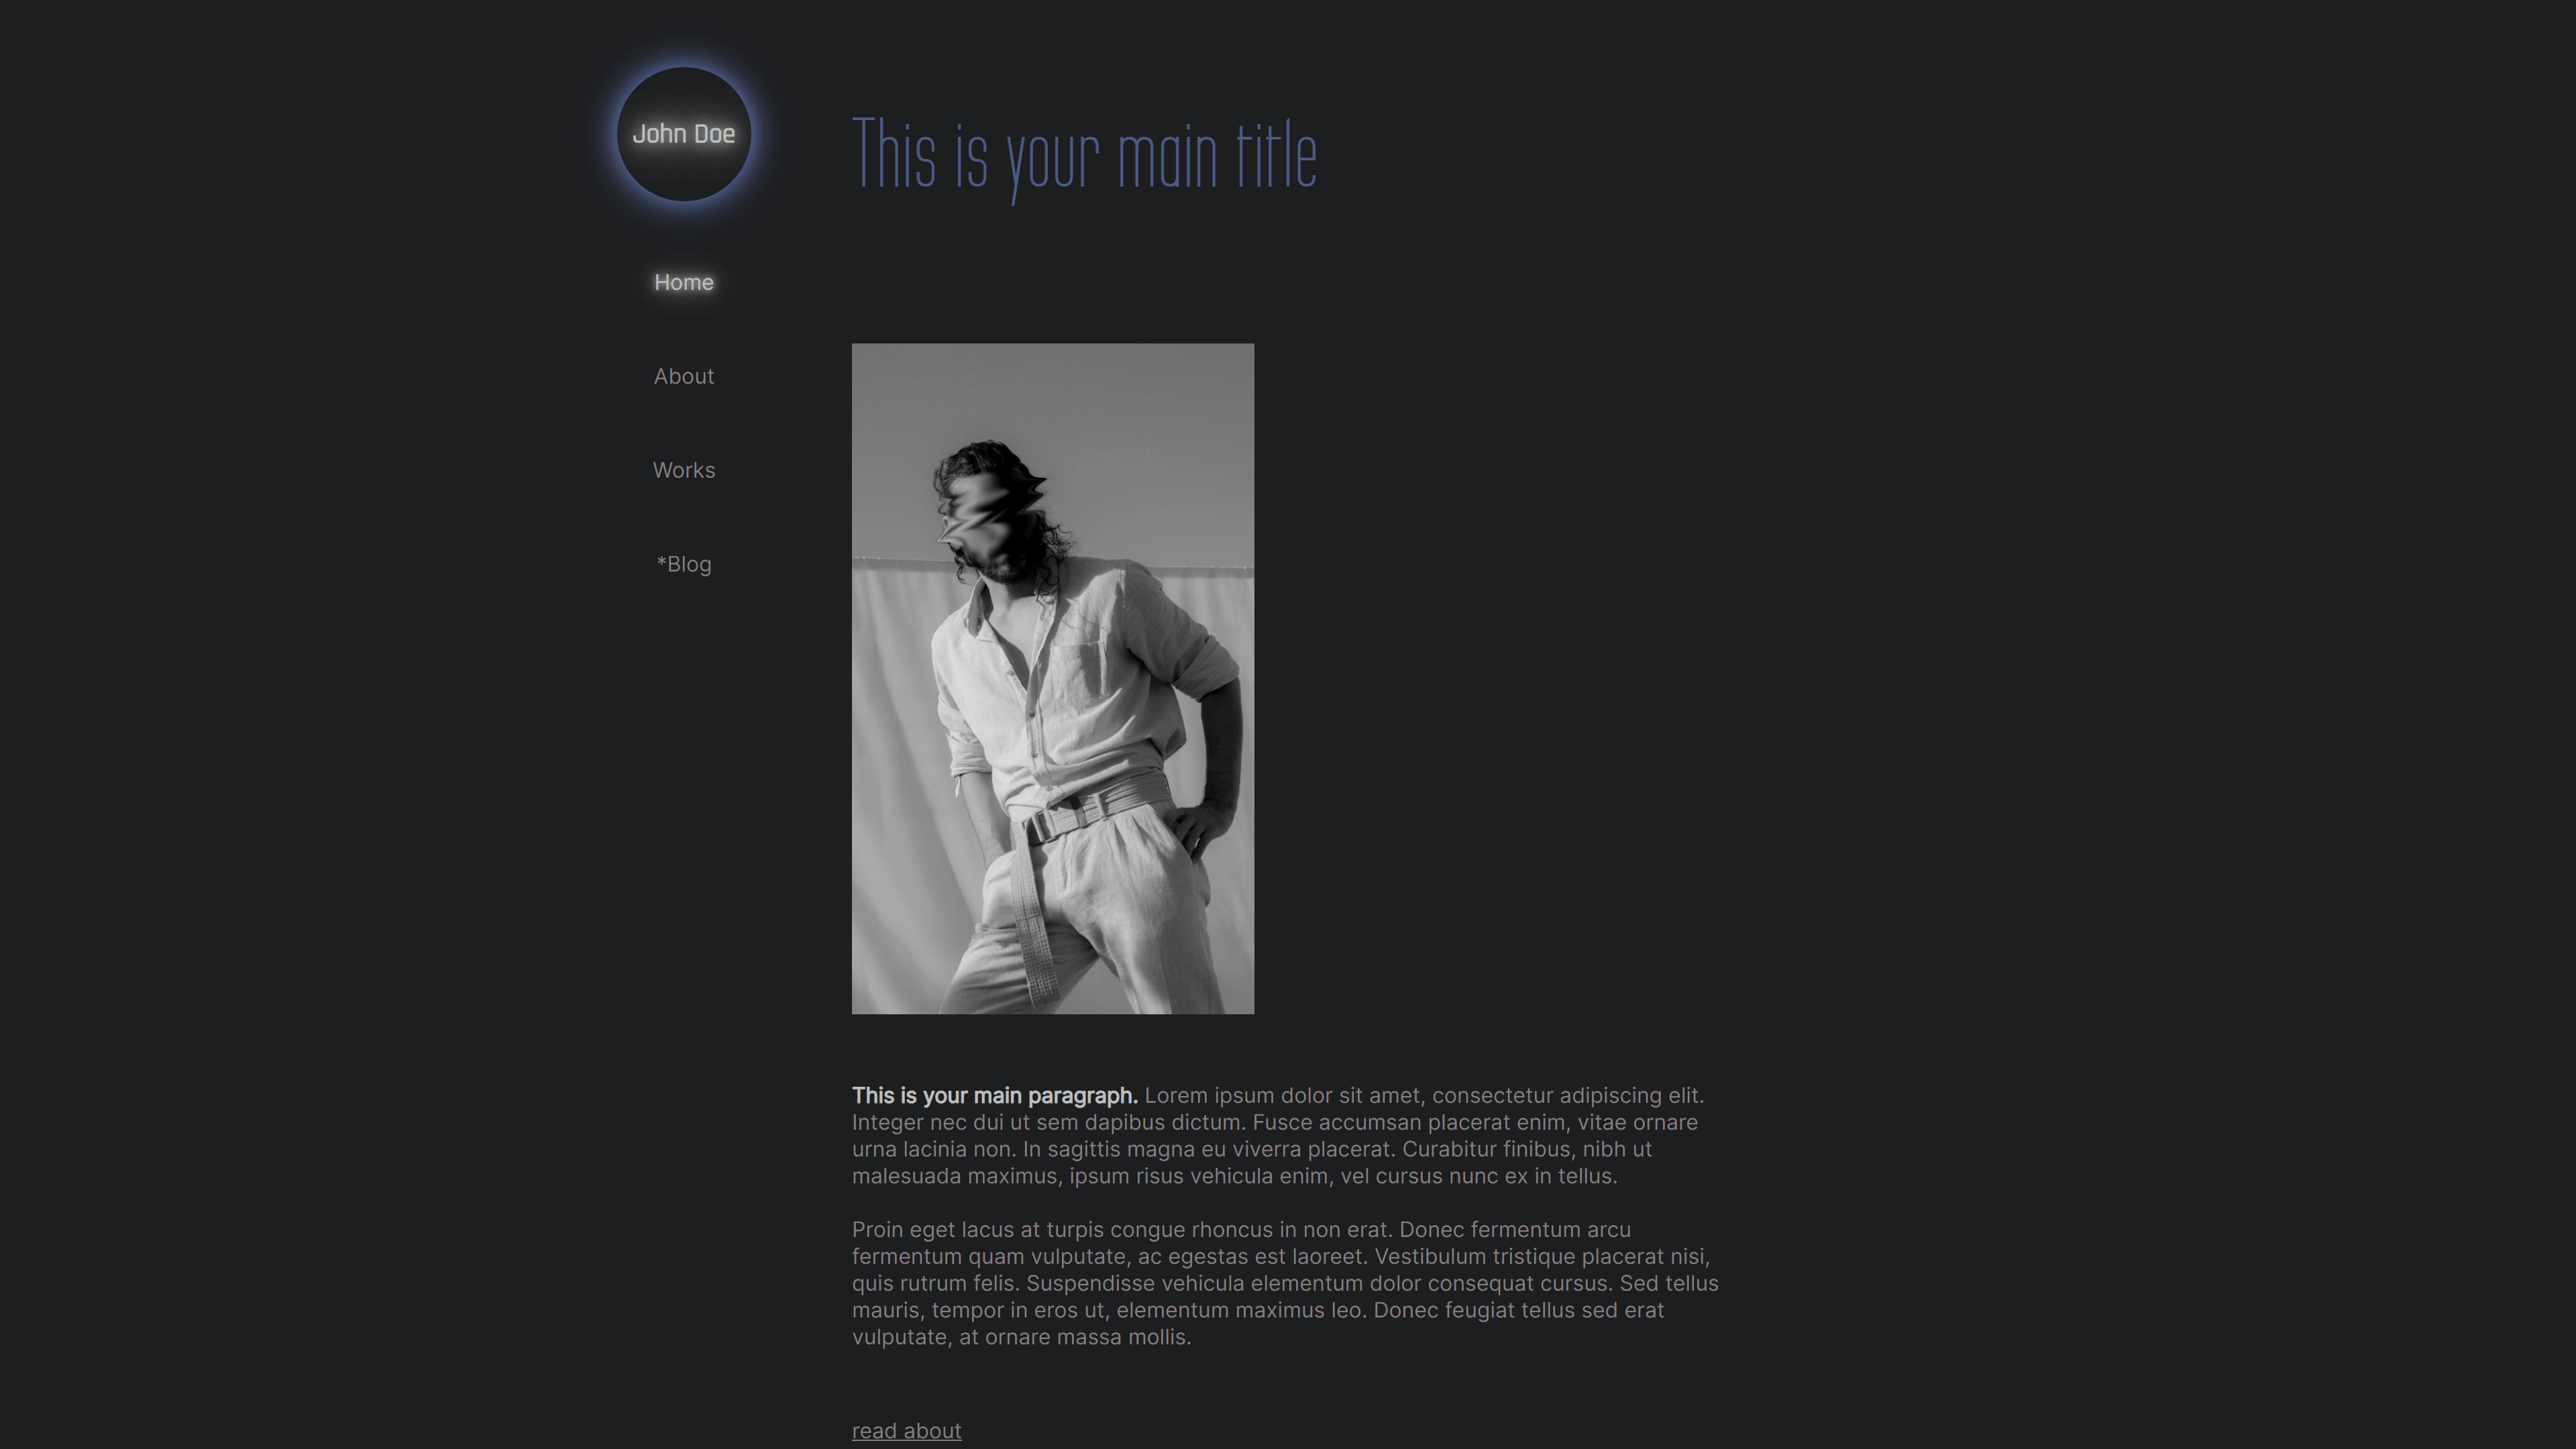 John Doe
Home
About
Works
*Blog
This is your main title
This is your main paragraph. Lorem ipsum dolor sit amet, consectetur adipiscing elit.
Integer nec dui ut sem dapibus dictum. Fusce accumsan placerat enim, vitae ornare
urna lacinia non. In sagittis magna eu viverra placerat. Curabitur finibus, nibh ut
malesuada maximus, ipsum risus vehicula enim, vel cursus nunc ex in tellus.
Proin eget lacus at turpis congue rhoncus in non erat. Donec fermentum arcu
fermentum quam vulputate, ac egestas est laoreet. Vestibulum tristique placerat nisi,
quis rutrum felis. Suspendisse vehicula elementum dolor consequat cursus. Sed tellus
mauris, tempor in eros ut, elementum maximus leo. Donec feugiat tellus sed erat
vulputate, at ornare massa mollis.
read about